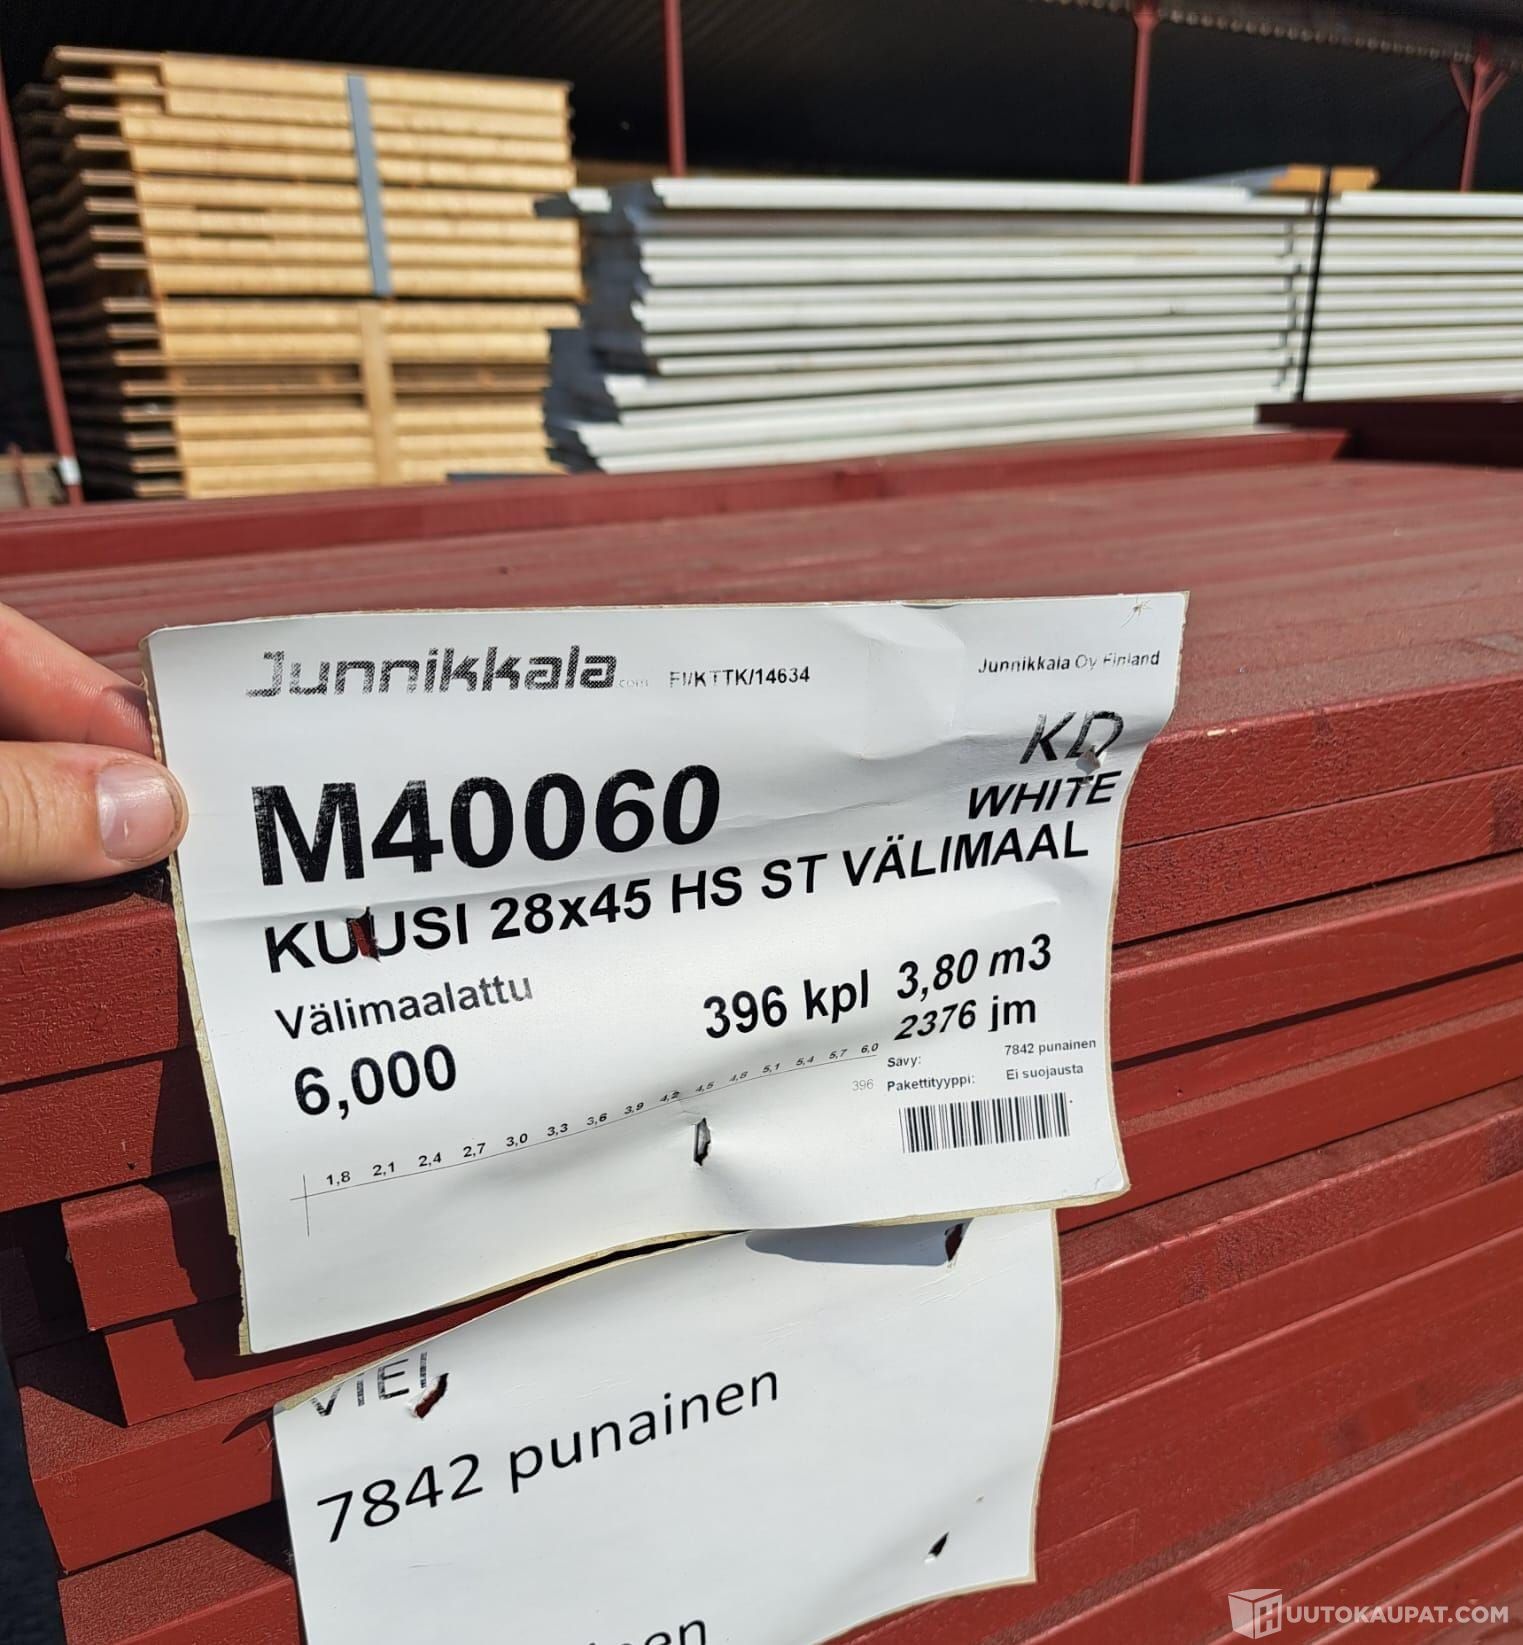 Junnikkala.com FI/KTTK/14634
Junnikkala Oy Finland
KD
M40060
WHITE
KUUSI 28x45 HS ST VÄLIMAAL
Välimaalattu
396 kpl 3,80 m3
6,000
2376 jm
1,8 2,1 2,4 2,7 3,0 3,3 3,6 3,9 4,2 4,5 4,8 5,1 5,4 5,7 6,0
396
Sävy: 7842 punainen
Pakettityyppi: Ei suojausta
7842 punainen
HUUTOKAUPAT.COM